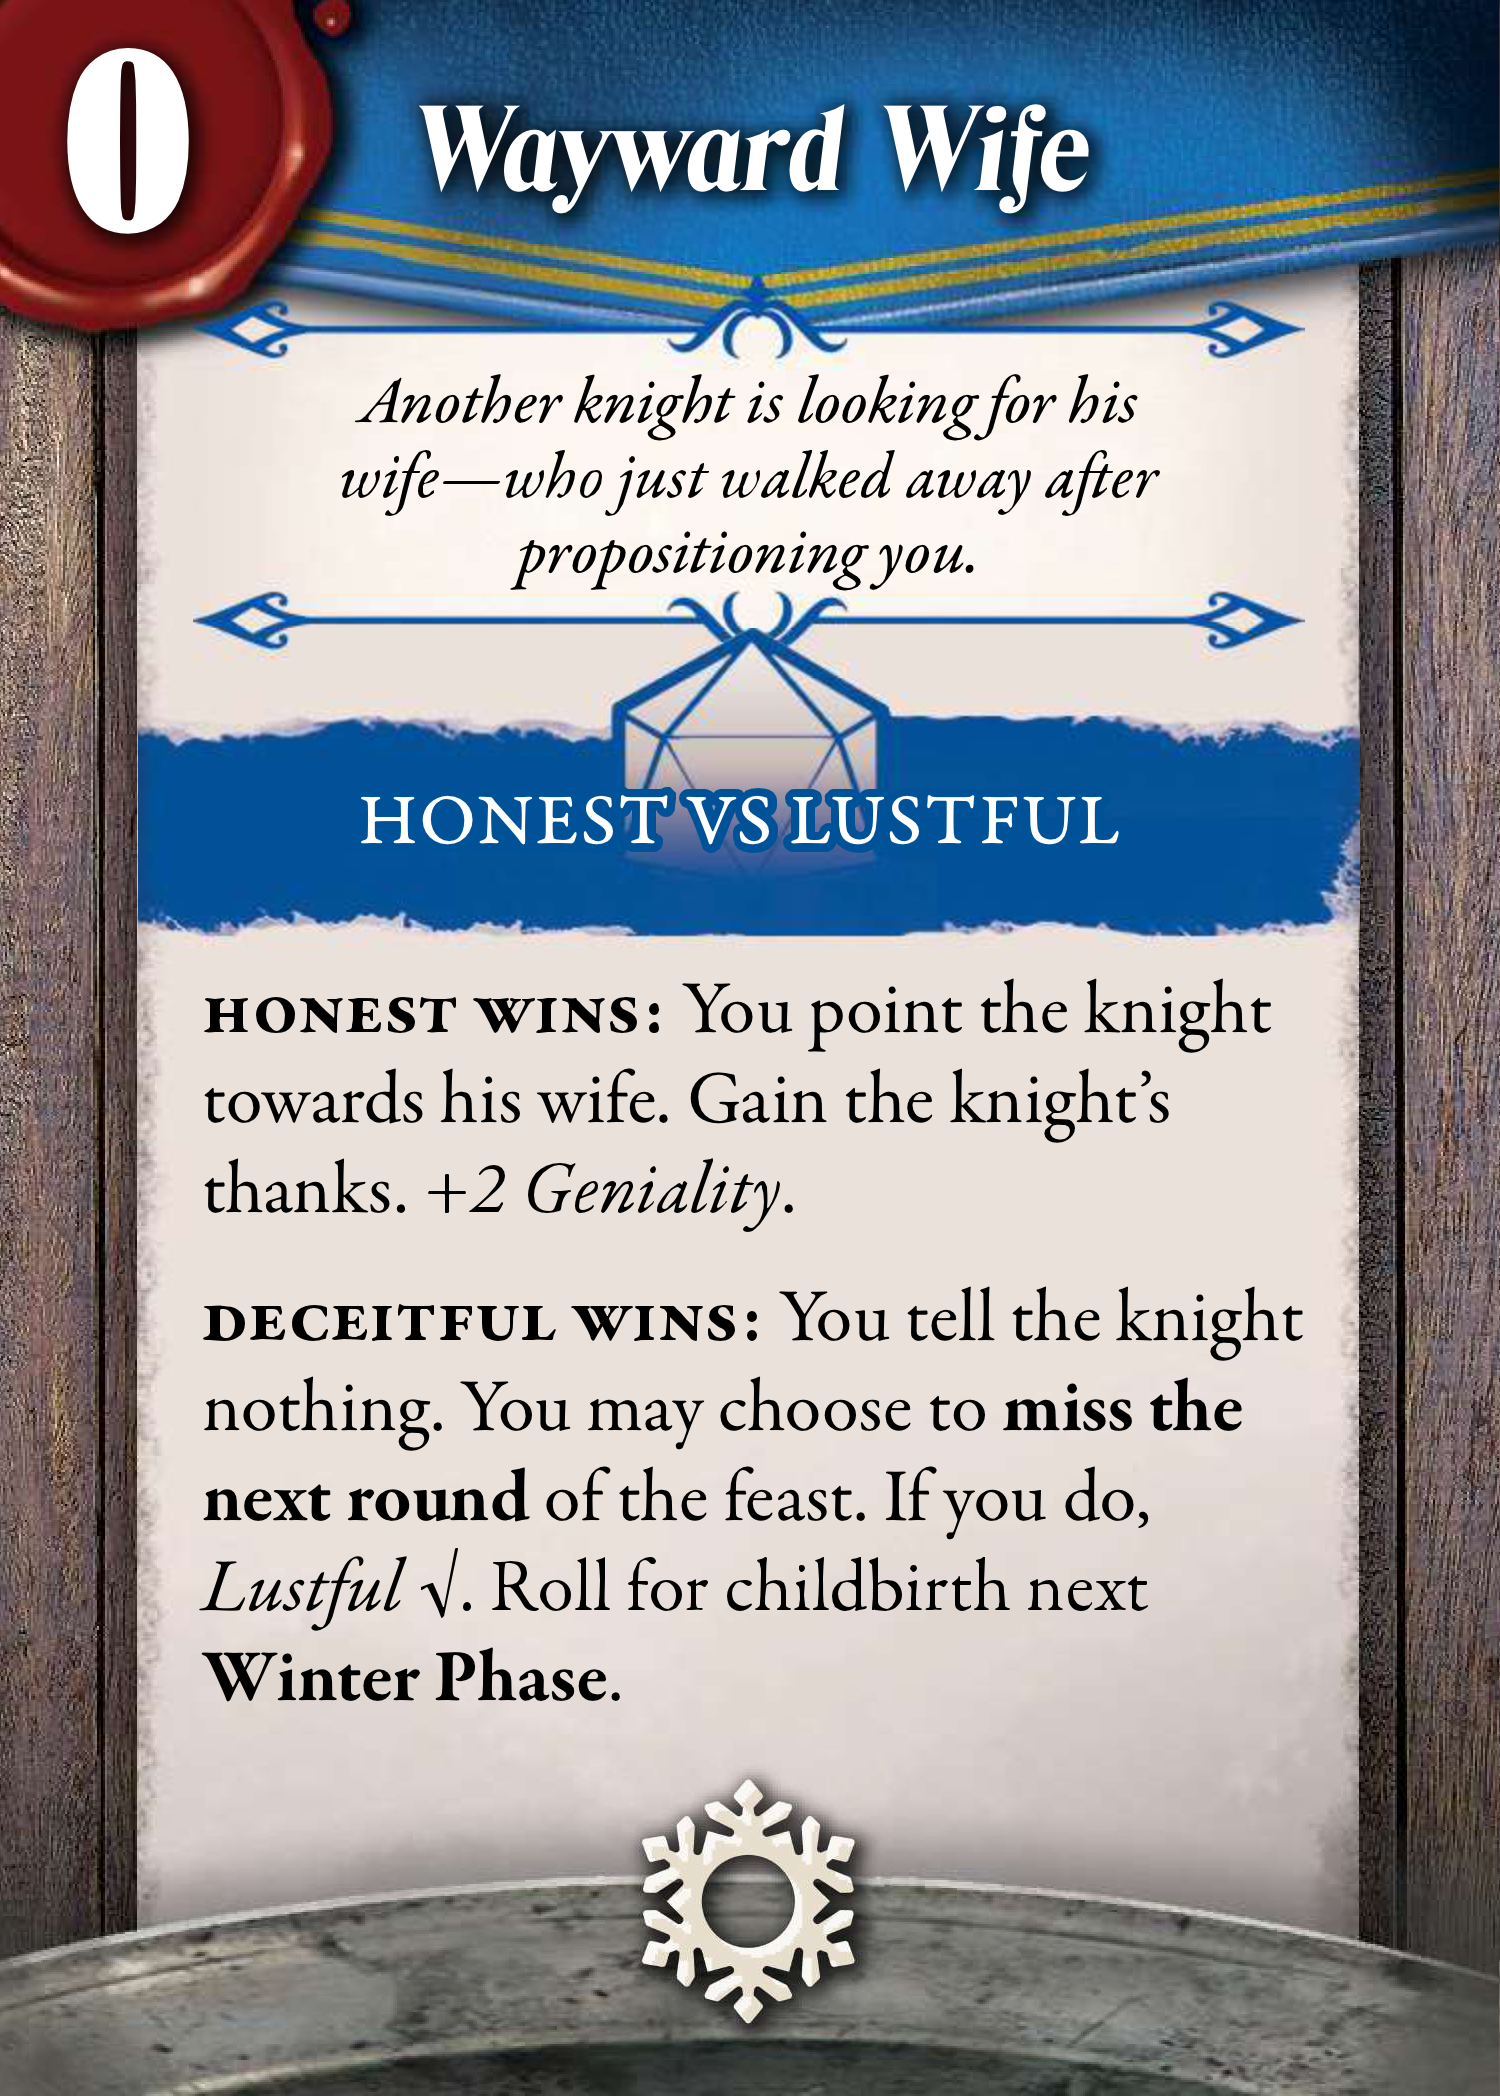 0
Wayward Wife
Another knight is looking for his
wife—who just walked away after
propositioning you.
HONEST VS LUSTFUL
HONEST WINS: You point the knight
towards his wife. Gain the knight’s
thanks. +2 Geniality.
DECEITFUL WINS: You tell the knight
nothing. You may choose to miss the
next round of the feast. If you do,
Lustful √. Roll for childbirth next
Winter Phase.